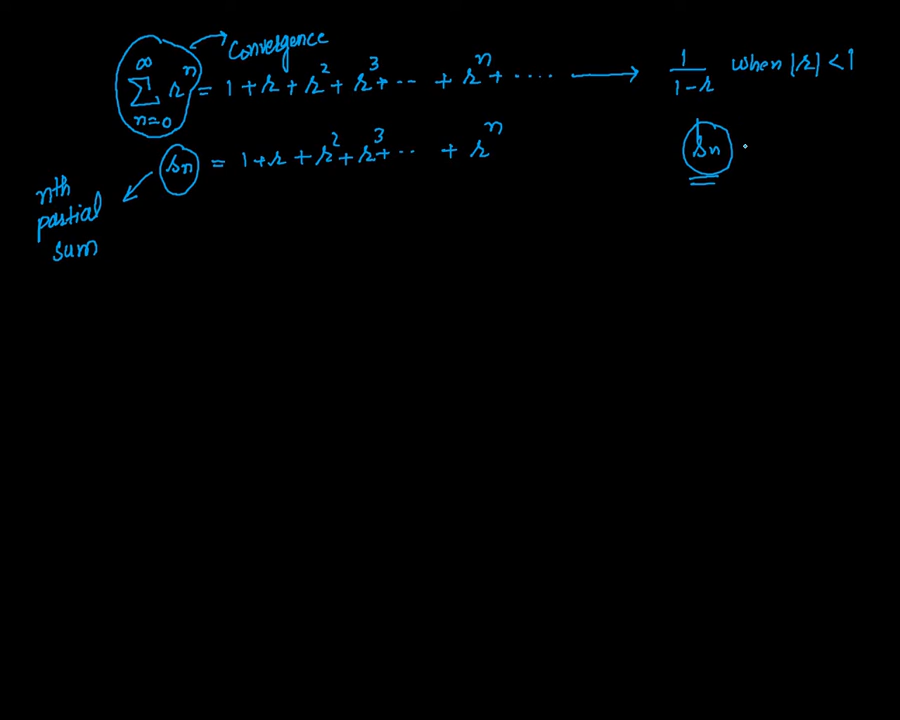 Convergence
∞
∑ r^n = 1 + r + r^2 + r^3 + ·· + r^n + ···· ⟶ 1/(1-r) when |r| < 1
n=0
sn = 1 + r + r^2 + r^3 + ·· + r^n sn
nth
partial
sum